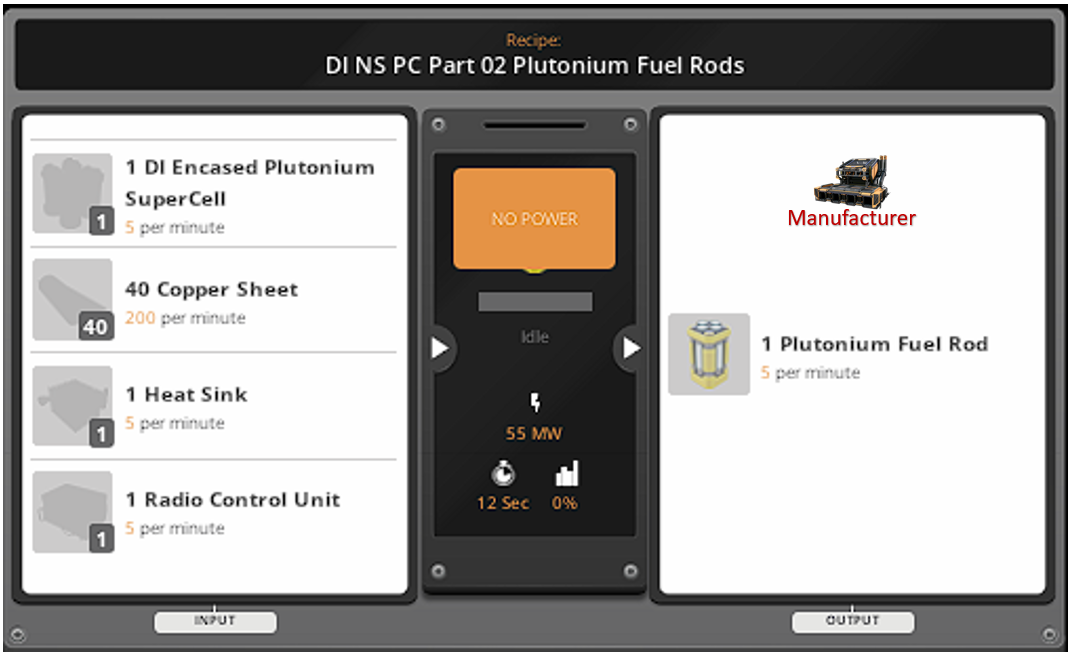 Recipe:
DI NS PC Part 02 Plutonium Fuel Rods
1 DI Encased Plutonium
SuperCell
1
5 per minute
40 Copper Sheet
40
200 per minute
1 Heat Sink
1
5 per minute
1 Radio Control Unit
1
5 per minute
INPUT
NO POWER
Idle
55 MW
12 Sec 0%
Manufacturer
1 Plutonium Fuel Rod
5 per minute
OUTPUT